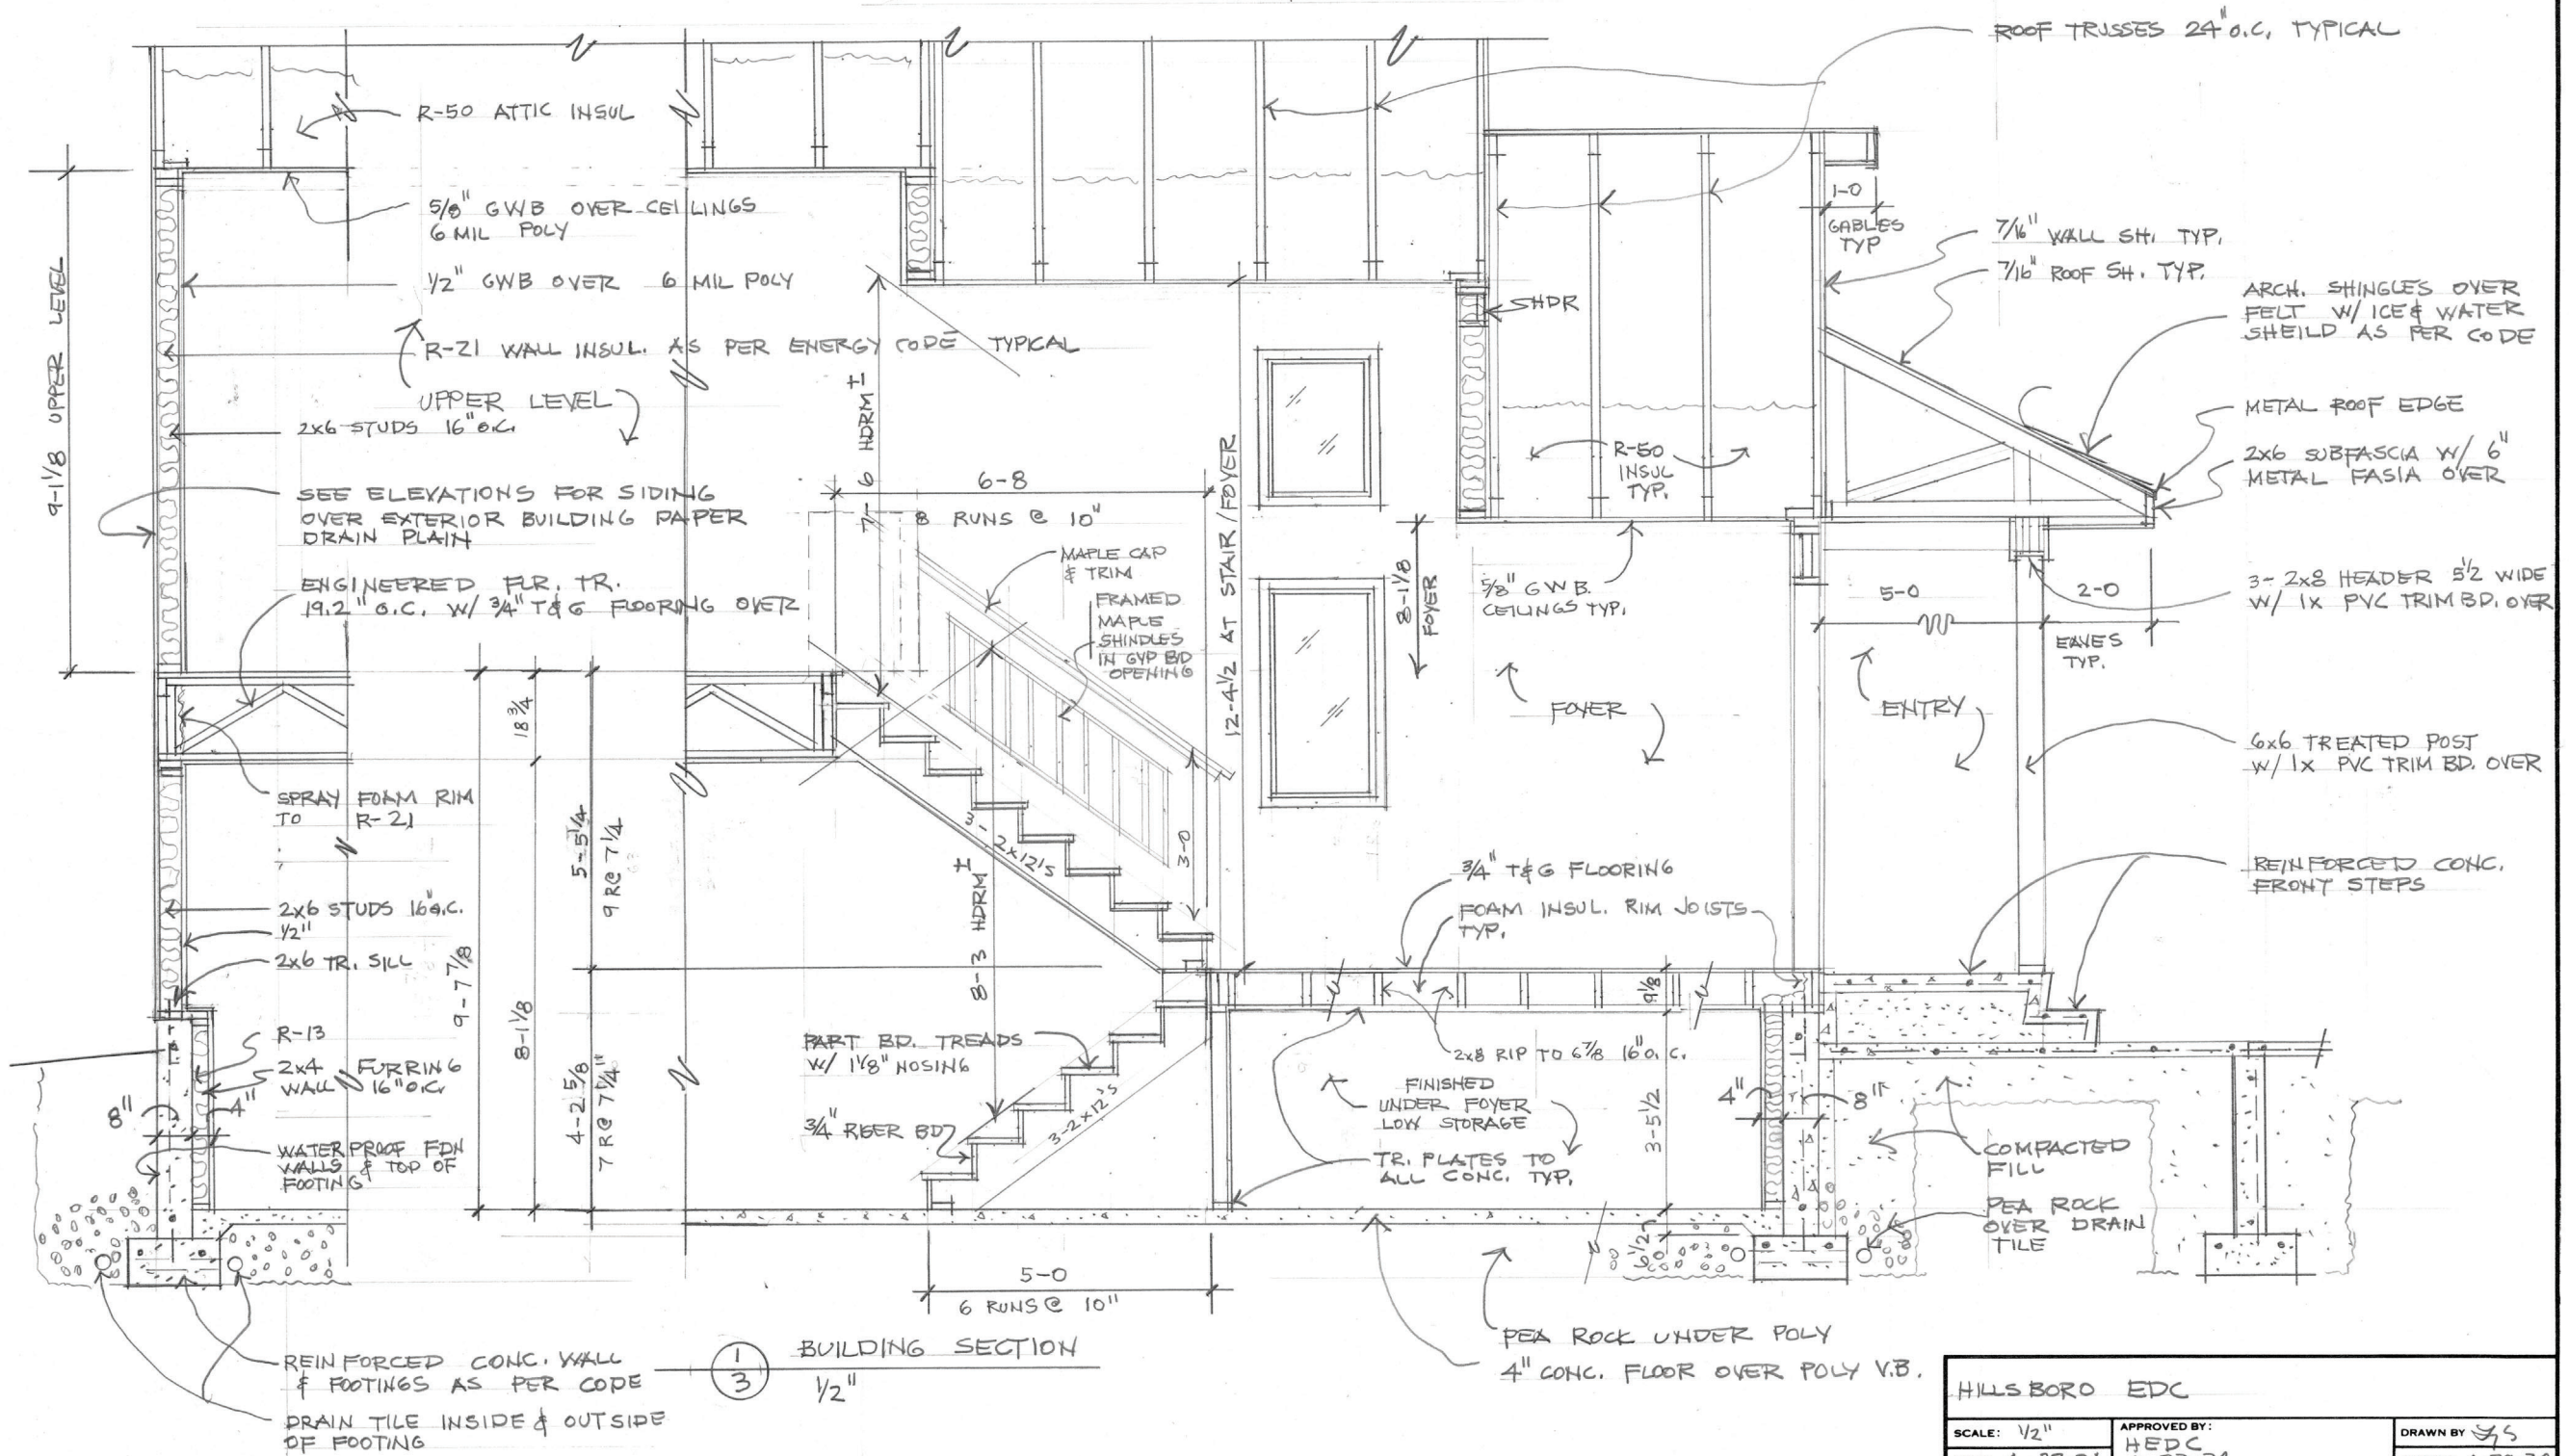 ROOF TRUSSES 24" O.C. TYPICAL
R-50 ATTIC INSUL
5/8" GWB OVER CEILINGS
6 MIL POLY
1/2" GWB OVER 6 MIL POLY
R-21 WALL INSUL. AS PER ENERGY CODE TYPICAL
UPPER LEVEL
2x6 STUDS 16" O.C.
9-1 1/8 UPPER LEVEL
SEE ELEVATIONS FOR SIDING
OVER EXTERIOR BUILDING PAPER
DRAIN PLAIN
ENGINEERED FLR. TR.
19.2" O.C. W/ 3/4" T&G FLOORING OVER
7-6 HDRM ±
6-8
8 RUNS @ 10"
MAPLE CAP
& TRIM
FRAMED
MAPLE
SHINDLES
IN GYP BD
OPENING
12-4 1/2 AT STAIR/FOYER
SHDR
1-0
GABLES
TYP
7/16" WALL SH. TYP.
7/16" ROOF SH. TYP.
ARCH. SHINGLES OVER
FELT W/ ICE & WATER
SHEILD AS PER CODE
METAL ROOF EDGE
2x6 SUBFASCIA W/ 6"
METAL FASIA OVER
R-50
INSUL
TYP.
8-1 1/8
FOYER
5/8" GWB.
CEILINGS TYP.
5-0
2-0
EAVES
TYP.
3- 2x8 HEADER 5 1/2 WIDE
W/ 1x PVC TRIM BD. OVER
FOYER
ENTRY
6x6 TREATED POST
W/ 1x PVC TRIM BD. OVER
18 3/4
SPRAY FOAM RIM
TO R-21
5-5 1/4
9 R@ 7 1/4
3-2x12's
3-0
8-3 HDRM ±
3/4" T&G FLOORING
FOAM INSUL. RIM JOISTS
TYP.
REINFORCED CONC.
FRONT STEPS
2x6 STUDS 16" O.C.
1/2"
2x6 TR. SILL
9-7 7/8
8-1 1/8
R-13
2x4 FURRING
WALL 16" O.C.
8"
4"
WATERPROOF FDN
WALLS & TOP OF
FOOTING
4-2 5/8
7 R@ 7 1/4"
PART BD. TREADS
W/ 1 1/8" NOSING
3/4" RISER BD
3-2x12's
9 1/8
2x8 RIP TO 6 7/8 16" O.C.
FINISHED
UNDER FOYER
LOW STORAGE
3-5 1/2
4"
8"
TR. PLATES TO
ALL CONC. TYP.
COMPACTED
FILL
PEA ROCK
OVER DRAIN
TILE
5-0
6 RUNS @ 10"
PEA ROCK UNDER POLY
4" CONC. FLOOR OVER POLY V.B.
REINFORCED CONC. WALL
& FOOTINGS AS PER CODE
DRAIN TILE INSIDE & OUTSIDE
OF FOOTING
1
3
BUILDING SECTION
1/2"
HILLSBORO EDC
SCALE: 1/2"
APPROVED BY:
HEDC
DRAWN BY